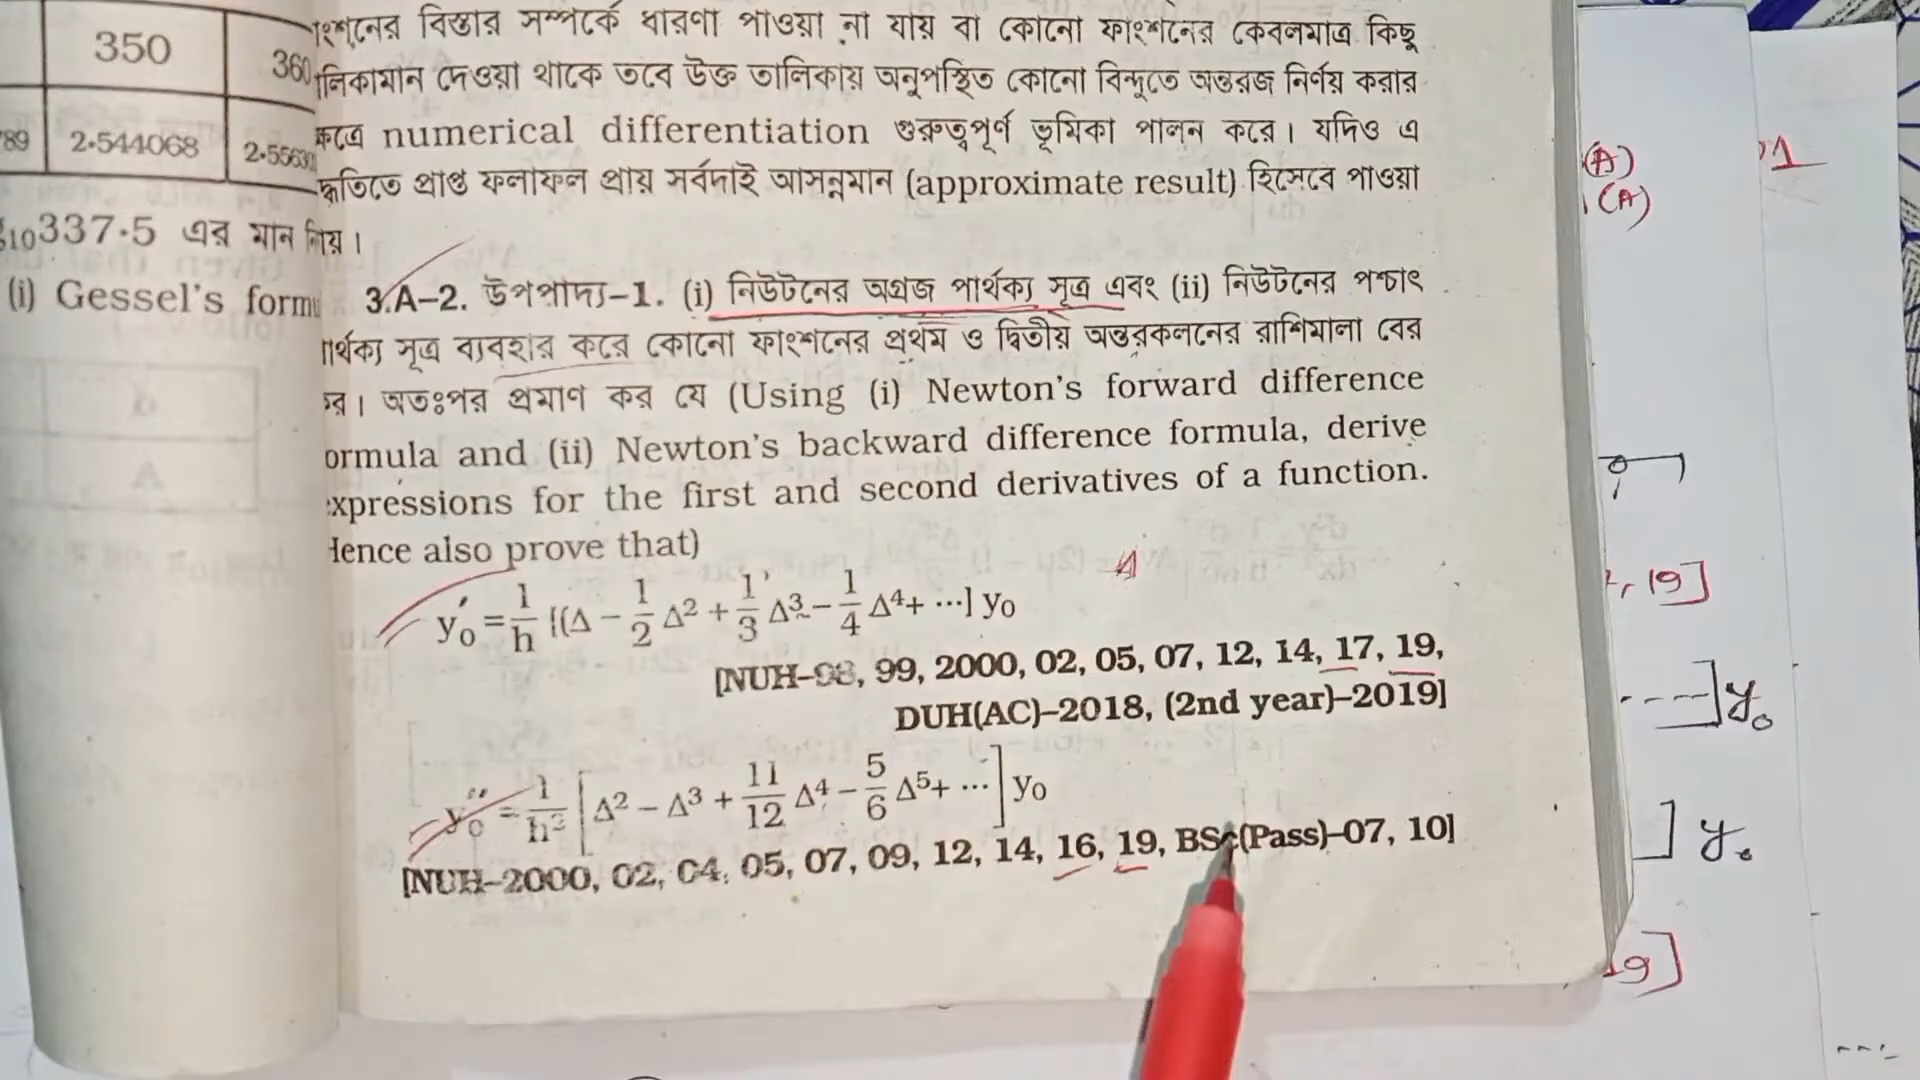 350
360
89
2·544068
2·5563
337·5 এর মান
(i) Gessel's form
ফাংশনের বিস্তার সম্পর্কে ধারণা পাওয়া না যায় বা কোনো ফাংশনের কেবলমাত্র কিছু
লিকামান দেওয়া থাকে তবে উক্ত তালিকায় অনুপস্থিত কোনো বিন্দুতে অন্তরজ নির্ণয় করার
numerical differentiation গুরুত্বপূর্ণ ভূমিকা পালন করে। যদিও এ
দ্ধতিতে প্রাপ্ত ফলাফল প্রায় সর্বদাই আসন্নমান (approximate result) হিসেবে পাওয়া
3.A–2. উপপাদ্য–1. (i) নিউটনের অগ্রজ পার্থক্য সূত্র এবং (ii) নিউটনের পশ্চাৎ
র্থক্য সূত্র ব্যবহার করে কোনো ফাংশনের প্রথম ও দ্বিতীয় অন্তরকলনের রাশিমালা বের
র। অতঃপর প্রমাণ কর যে (Using (i) Newton's forward difference
ormula and (ii) Newton's backward difference formula, derive
xpressions for the first and second derivatives of a function.
Hence also prove that)
y₀′ = 1/h [(Δ – 1/2 Δ² + 1/3 Δ³ – 1/4 Δ⁴ + ···] y₀
[NUH–98, 99, 2000, 02, 05, 07, 12, 14, 17, 19,
DUH(AC)–2018, (2nd year)–2019]
y₀″ = 1/h² [Δ² – Δ³ + 11/12 Δ⁴ – 5/6 Δ⁵ + ···] y₀
[NUH–2000, 02, 04, 05, 07, 09, 12, 14, 16, 19, BSc(Pass)–07, 10]
(A)
(A)
1
, 19]
----]y₀
] y₀
19]